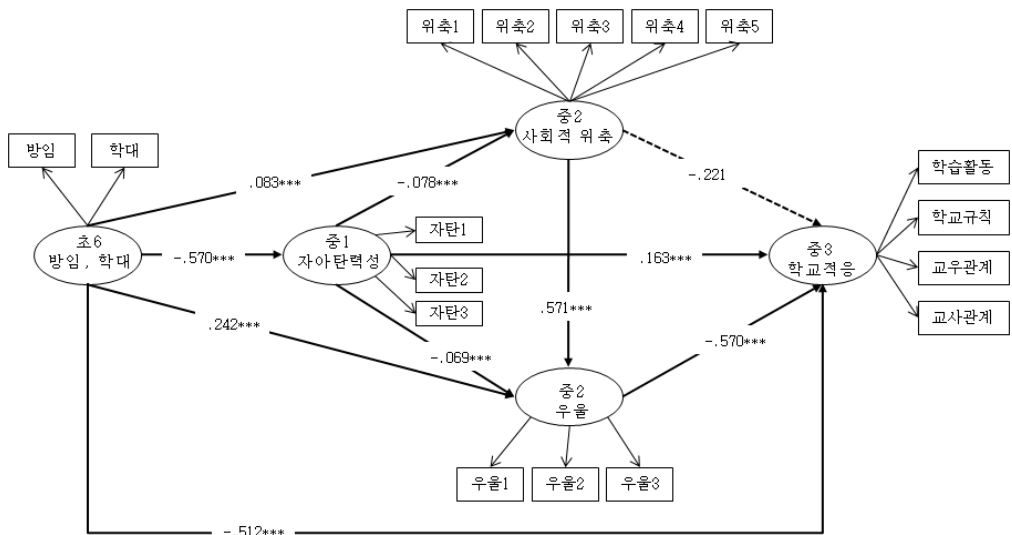 위축1
위축2
위축3
위축4
위축5
중2
사회적 위축
방임
학대
.083***
-.078***
-.221
학습활동
학교규칙
교우관계
교사관계
초6
방임, 학대
-.570***
중1
자아탄력성
자탄1
자탄2
자탄3
.163***
중3
학교적응
.242***
-.069***
.571***
-.570***
중2
우울
우울1
우울2
우울3
-.512***